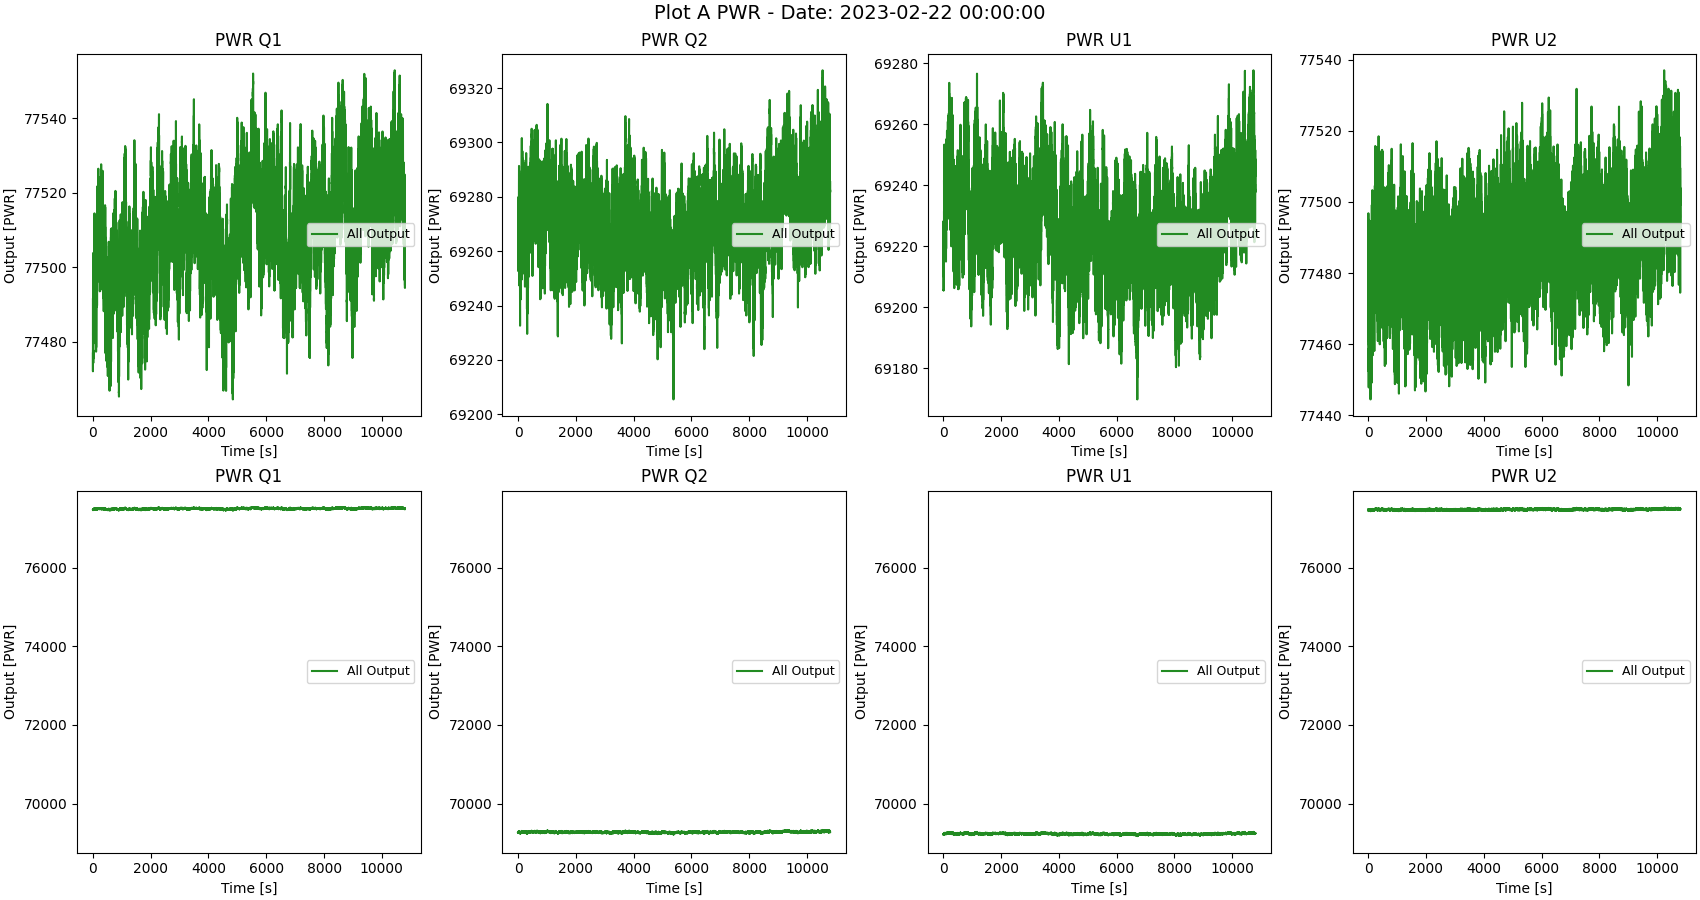 Plot A PWR - Date: 2023-02-22 00:00:00
PWR Q1
Output [PWR]
77540
77520
77500
77480
All Output
0 2000 4000 6000 8000 10000
Time [s]
PWR Q2
Output [PWR]
69320
69300
69280
69260
69240
69220
69200
All Output
0 2000 4000 6000 8000 10000
Time [s]
PWR U1
Output [PWR]
69280
69260
69240
69220
69200
69180
All Output
0 2000 4000 6000 8000 10000
Time [s]
PWR U2
Output [PWR]
77540
77520
77500
77480
77460
77440
All Output
0 2000 4000 6000 8000 10000
Time [s]
PWR Q1
Output [PWR]
76000
74000
72000
70000
All Output
0 2000 4000 6000 8000 10000
Time [s]
PWR Q2
Output [PWR]
76000
74000
72000
70000
All Output
0 2000 4000 6000 8000 10000
Time [s]
PWR U1
Output [PWR]
76000
74000
72000
70000
All Output
0 2000 4000 6000 8000 10000
Time [s]
PWR U2
Output [PWR]
76000
74000
72000
70000
All Output
0 2000 4000 6000 8000 10000
Time [s]